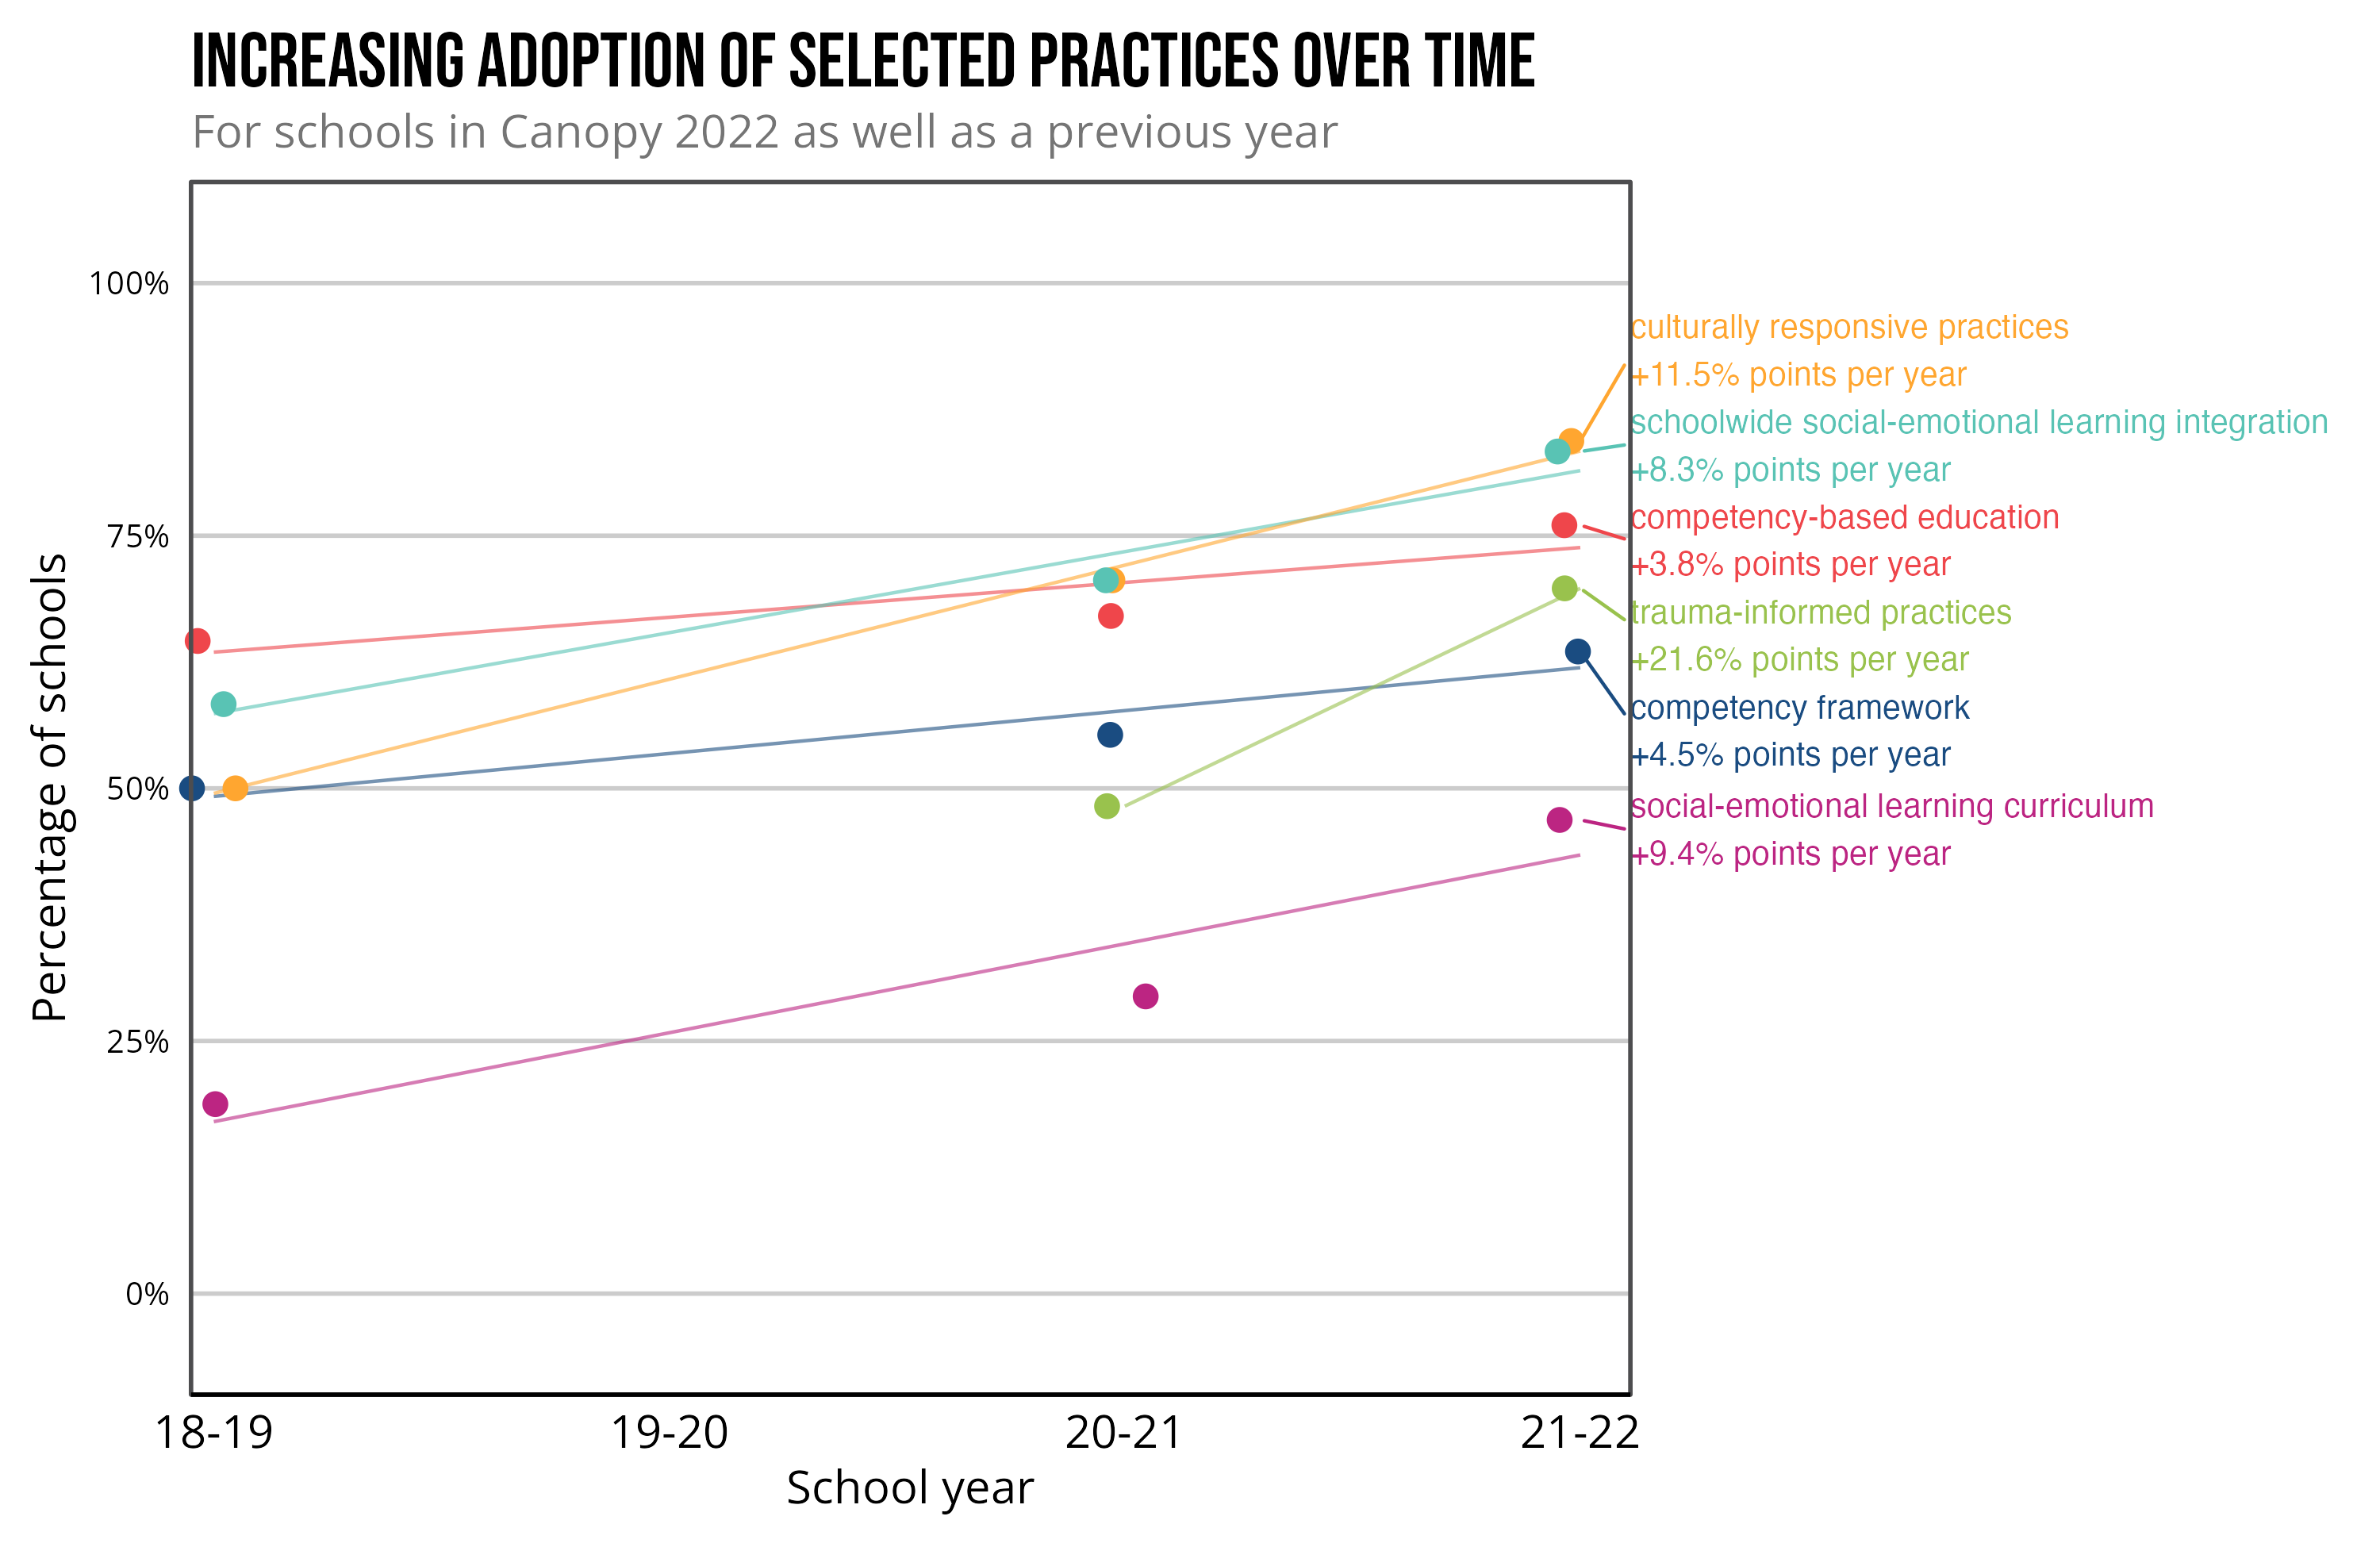 INCREASING ADOPTION OF SELECTED PRACTICES OVER TIME
For schools in Canopy 2022 as well as a previous year
Percentage of schools
100%
75%
50%
25%
0%
culturally responsive practices
+11.5% points per year
schoolwide social-emotional learning integration
+8.3% points per year
competency-based education
+3.8% points per year
trauma-informed practices
+21.6% points per year
competency framework
+4.5% points per year
social-emotional learning curriculum
+9.4% points per year
18-19
19-20
20-21
21-22
School year